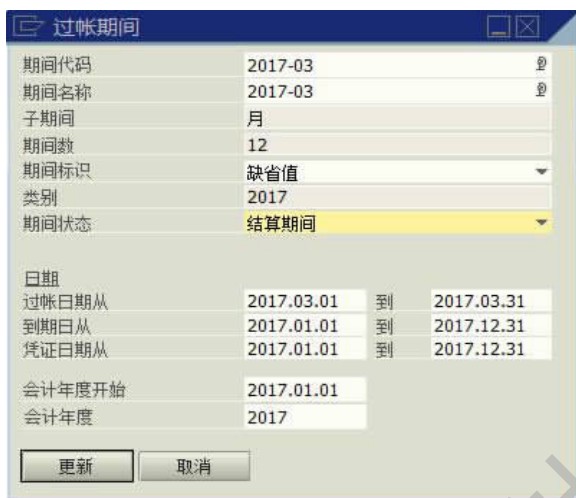 过帐期间
期间代码 2017-03
期间名称 2017-03
子期间 月
期间数 12
期间标识 缺省值
类别 2017
期间状态 结算期间
日期
过帐日期从 2017.03.01 到 2017.03.31
到期日从 2017.01.01 到 2017.12.31
凭证日期从 2017.01.01 到 2017.12.31
会计年度开始 2017.01.01
会计年度 2017
更新 取消